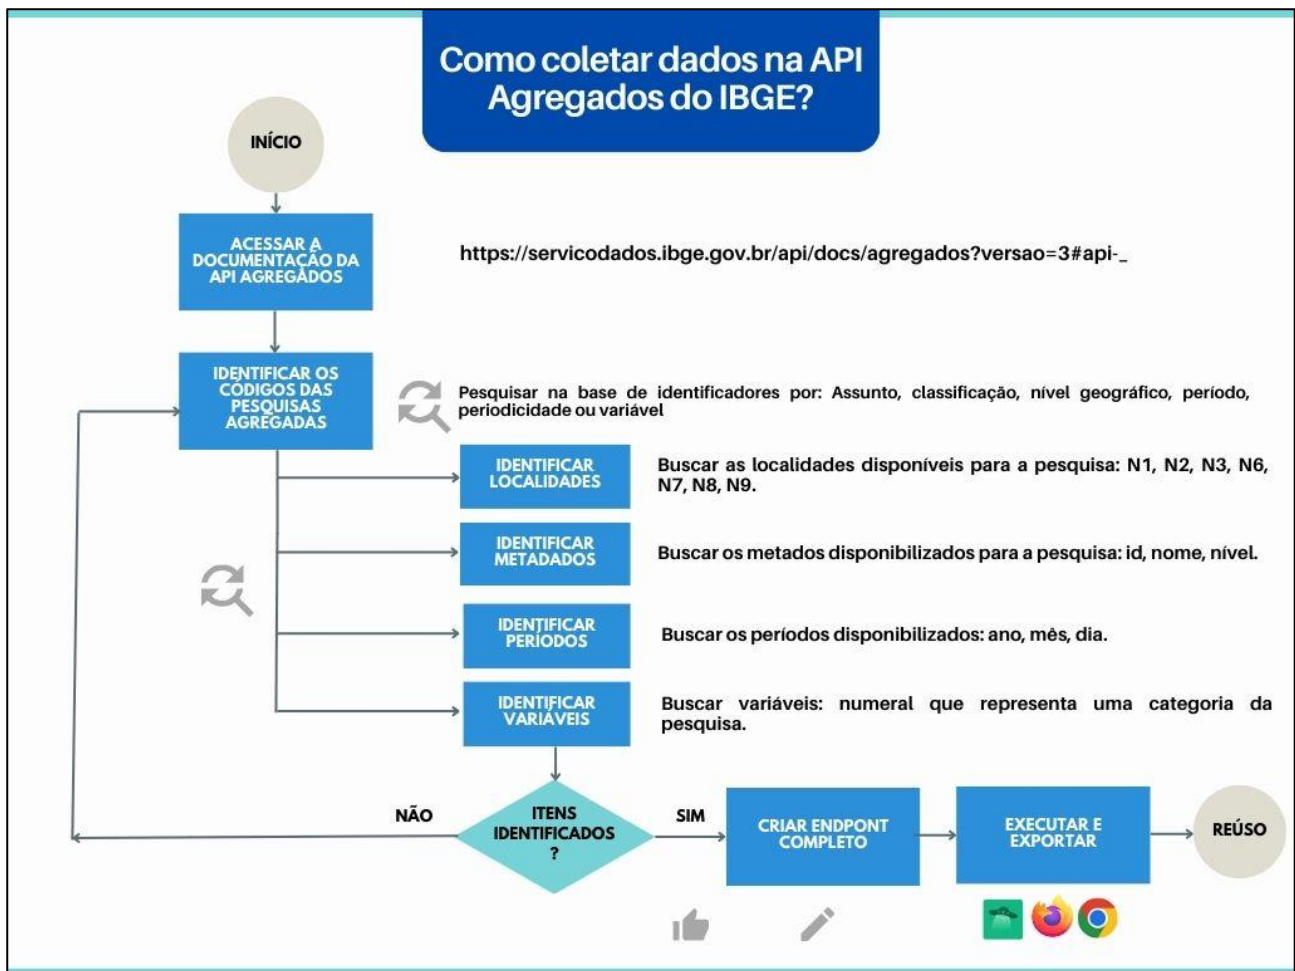 Como coletar dados na API
Agregados do IBGE?
INÍCIO
ACESSAR A
DOCUMENTAÇÃO DA
API AGREGADOS
https://servicodados.ibge.gov.br/api/docs/agregados?versao=3#api-_
IDENTIFICAR OS
CÓDIGOS DAS
PESQUISAS
AGREGADAS
Pesquisar na base de identificadores por: Assunto, classificação, nível geográfico, período,
periodicidade ou variável
IDENTIFICAR
LOCALIDADES
Buscar as localidades disponíveis para a pesquisa: N1, N2, N3, N6,
N7, N8, N9.
IDENTIFICAR
METADADOS
Buscar os metados disponibilizados para a pesquisa: id, nome, nível.
IDENTIFICAR
PERÍODOS
Buscar os períodos disponibilizados: ano, mês, dia.
IDENTIFICAR
VARIÁVEIS
Buscar variáveis: numeral que representa uma categoria da
pesquisa.
NÃO
ITENS
IDENTIFICADOS
?
SIM
CRIAR ENDPONT
COMPLETO
EXECUTAR E
EXPORTAR
REÚSO